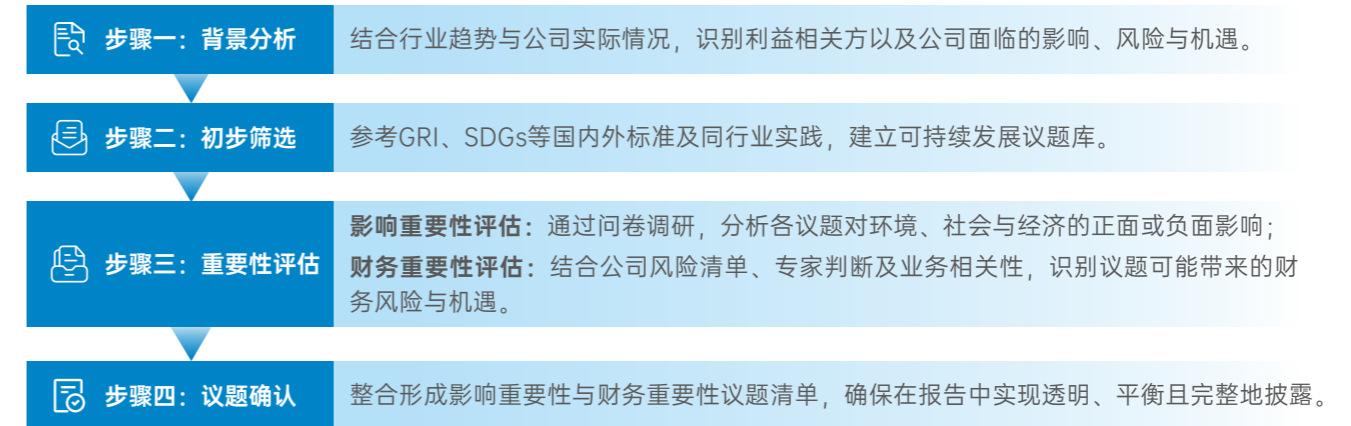 步骤一：背景分析
结合行业趋势与公司实际情况，识别利益相关方以及公司面临的影响、风险与机遇。
步骤二：初步筛选
参考GRI、SDGs等国内外标准及同行业实践，建立可持续发展议题库。
步骤三：重要性评估
影响重要性评估：通过问卷调研，分析各议题对环境、社会与经济的正面或负面影响；
财务重要性评估：结合公司风险清单、专家判断及业务相关性，识别议题可能带来的财
务风险与机遇。
步骤四：议题确认
整合形成影响重要性与财务重要性议题清单，确保在报告中实现透明、平衡且完整地披露。